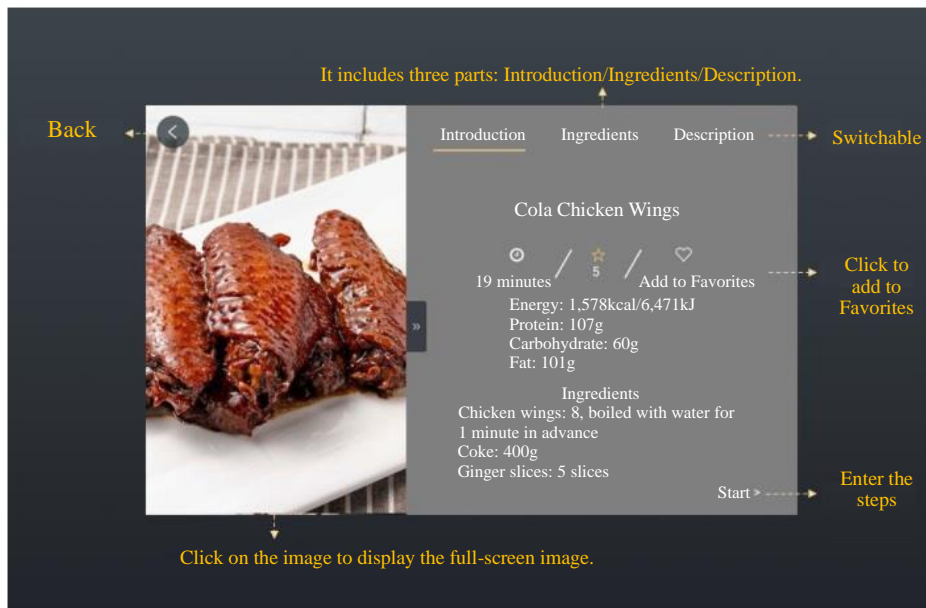 It includes three parts: Introduction/Ingredients/Description.
Back
Introduction Ingredients Description
Switchable
Cola Chicken Wings
19 minutes
5
Add to Favorites
Click to
add to
Favorites
Energy: 1,578kcal/6,471kJ
Protein: 107g
Carbohydrate: 60g
Fat: 101g
»
Ingredients
Chicken wings: 8, boiled with water for
1 minute in advance
Coke: 400g
Ginger slices: 5 slices
Start >
Enter the
steps
Click on the image to display the full-screen image.